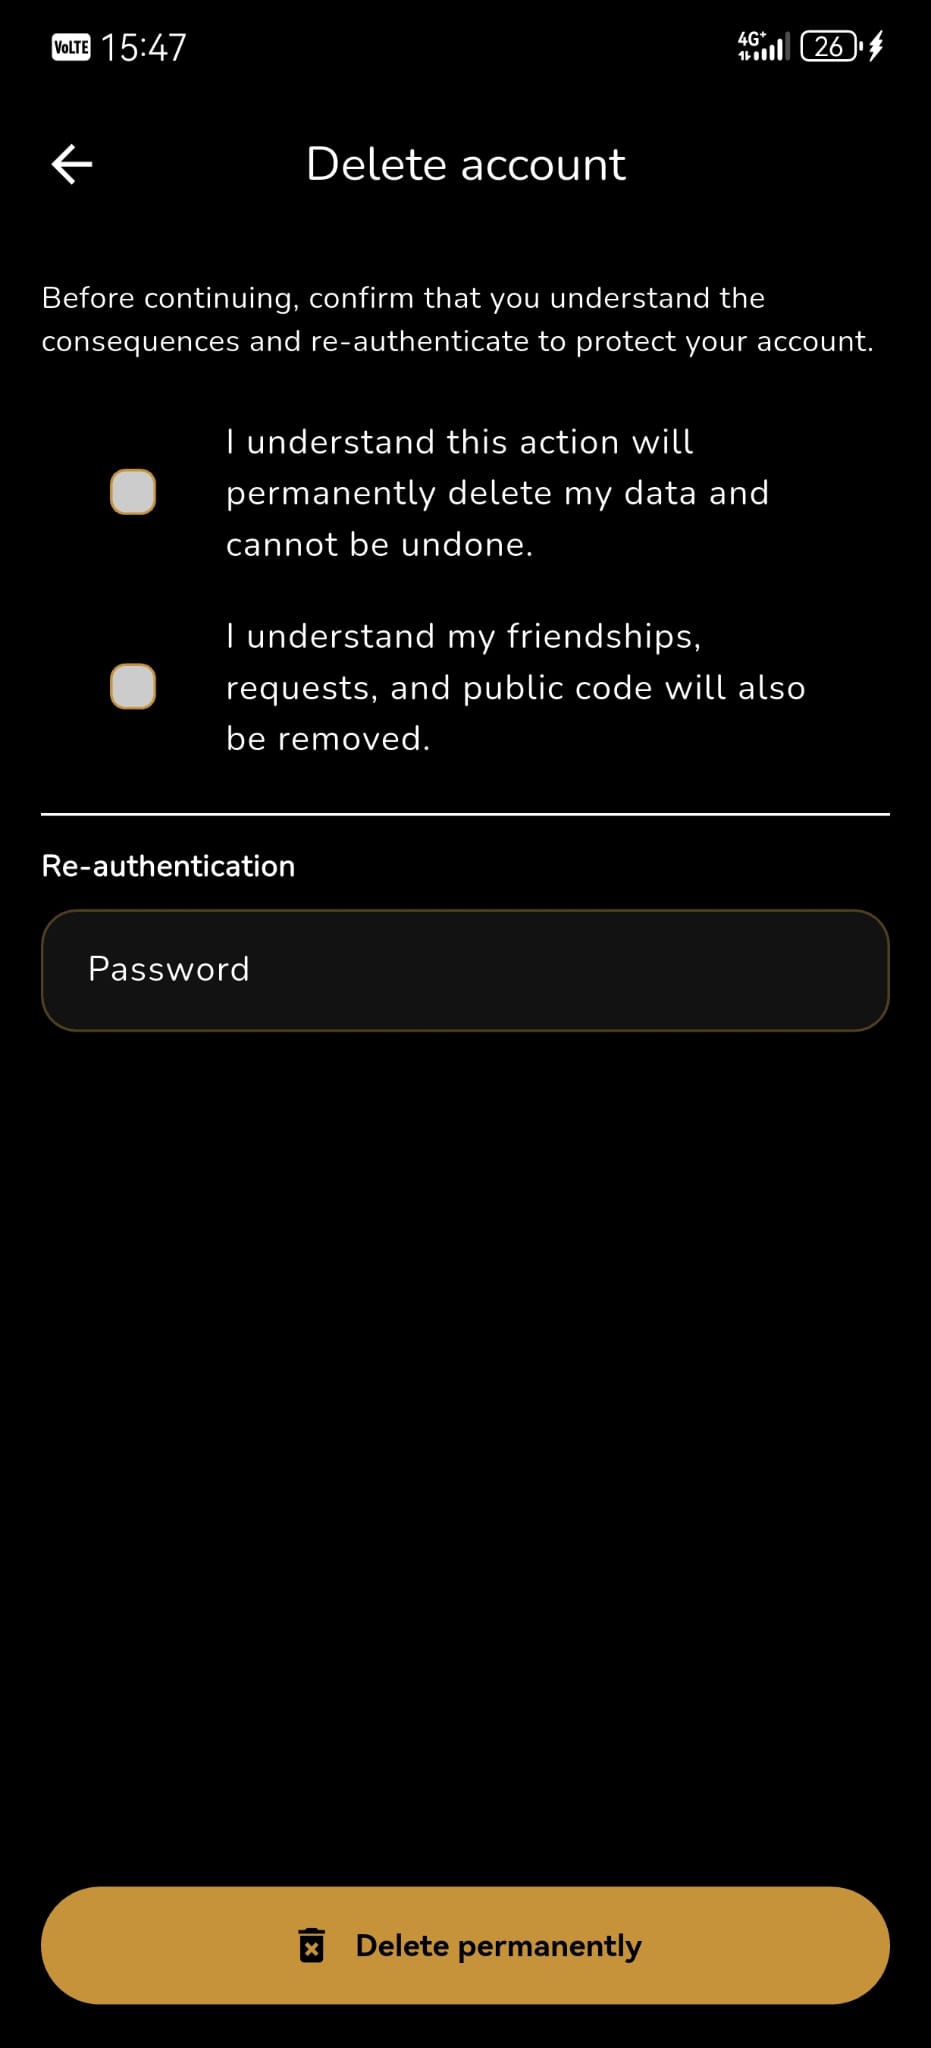 VoLTE 15:47 4G+ 26
Delete account
Before continuing, confirm that you understand the
consequences and re-authenticate to protect your account.
I understand this action will
permanently delete my data and
cannot be undone.
I understand my friendships,
requests, and public code will also
be removed.
Re-authentication
Password
Delete permanently